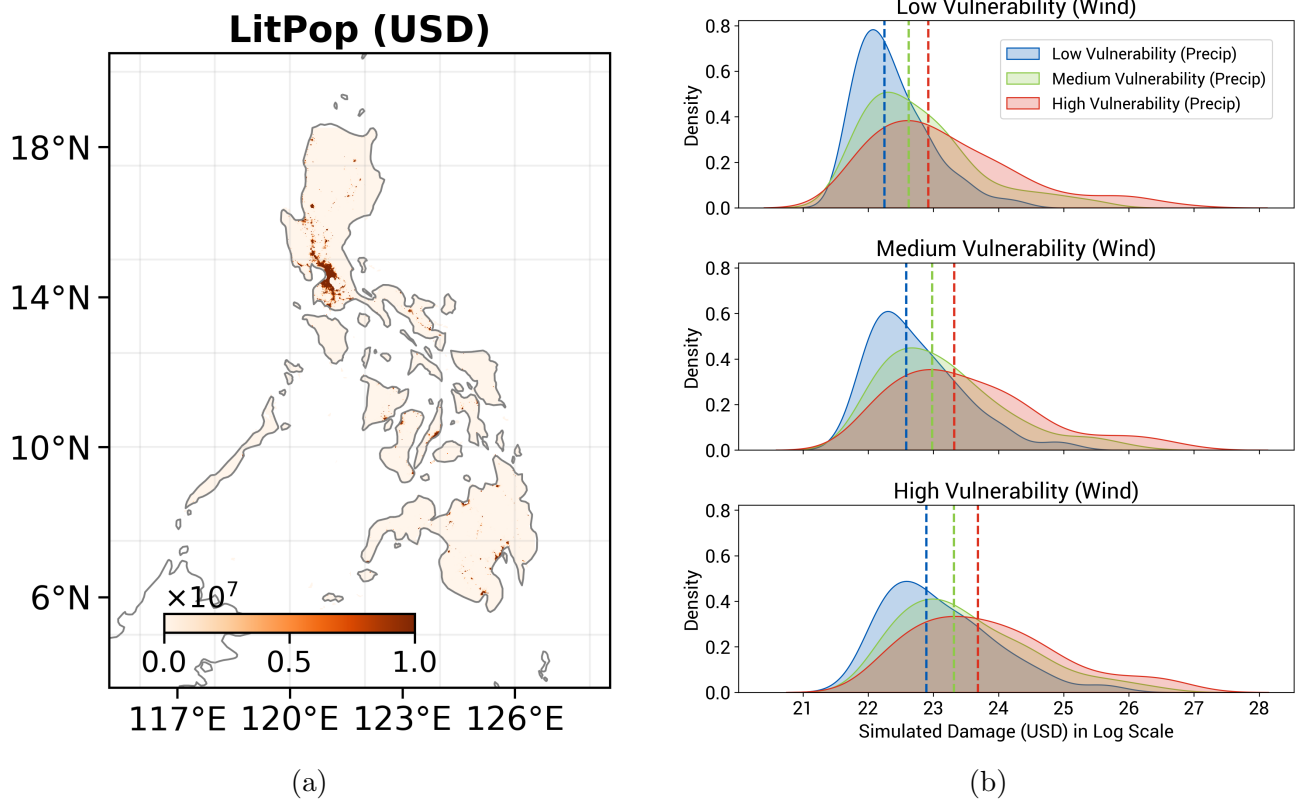 LitPop (USD)
18°N
14°N
10°N
6°N
×10⁷
0.0 0.5 1.0
117°E 120°E 123°E 126°E
(a)
Low Vulnerability (Wind)
Low Vulnerability (Precip)
Medium Vulnerability (Precip)
High Vulnerability (Precip)
Density
0.8
0.6
0.4
0.2
0.0
Medium Vulnerability (Wind)
Density
0.8
0.6
0.4
0.2
0.0
High Vulnerability (Wind)
Density
0.8
0.6
0.4
0.2
0.0
21 22 23 24 25 26 27 28
Simulated Damage (USD) in Log Scale
(b)